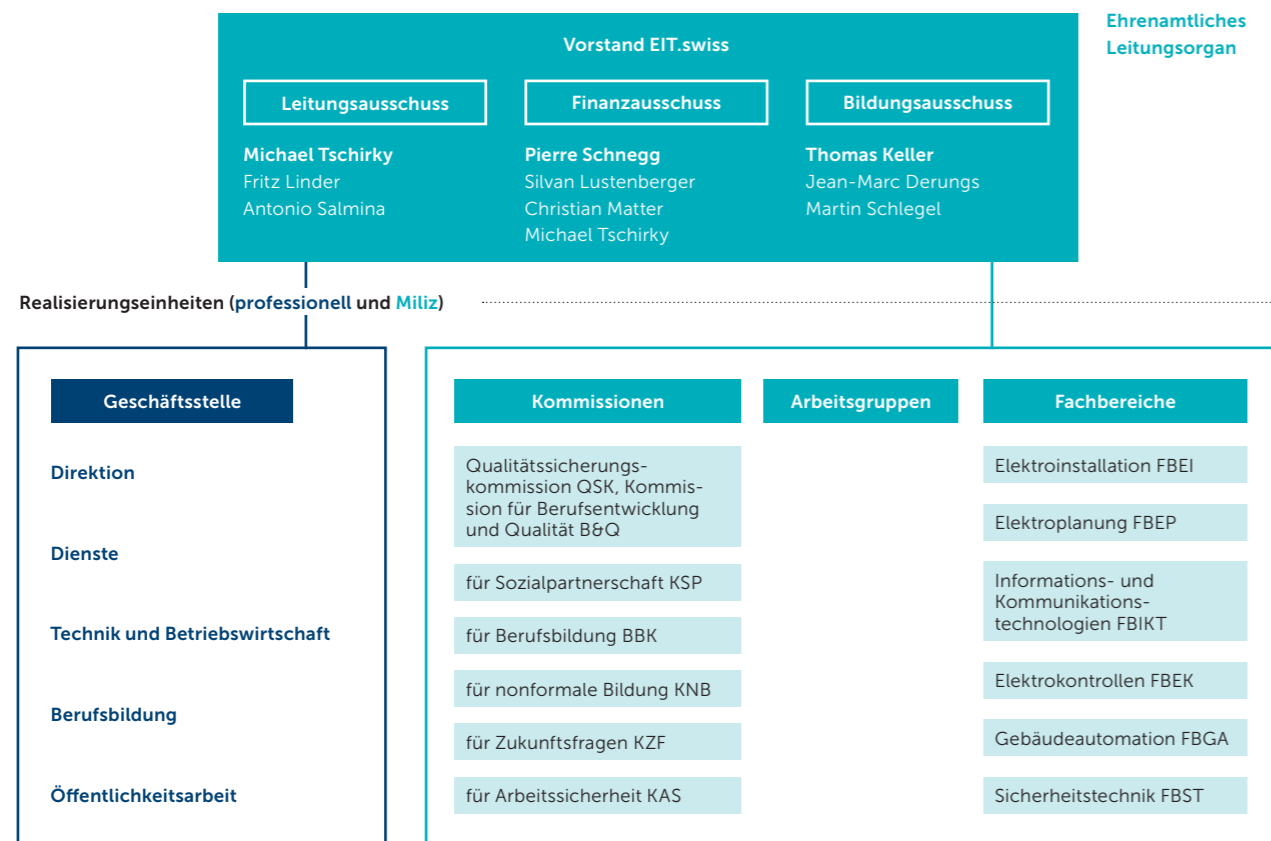 Ehrenamtliches
Leitungsorgan
Vorstand EIT.swiss
Leitungsausschuss
Michael Tschirky
Fritz Linder
Antonio Salmina
Finanzausschuss
Pierre Schnegg
Silvan Lustenberger
Christian Matter
Michael Tschirky
Bildungsausschuss
Thomas Keller
Jean-Marc Derungs
Martin Schlegel
Realisierungseinheiten (professionell und Miliz)
Geschäftsstelle
Direktion
Dienste
Technik und Betriebswirtschaft
Berufsbildung
Öffentlichkeitsarbeit
Kommissionen
Qualitätssicherungs-
kommission QSK, Kommis-
sion für Berufsentwicklung
und Qualität B&Q
für Sozialpartnerschaft KSP
für Berufsbildung BBK
für nonformale Bildung KNB
für Zukunftsfragen KZF
für Arbeitssicherheit KAS
Arbeitsgruppen
Fachbereiche
Elektroinstallation FBEI
Elektroplanung FBEP
Informations- und
Kommunikations-
technologien FBIKT
Elektrokontrollen FBEK
Gebäudeautomation FBGA
Sicherheitstechnik FBST